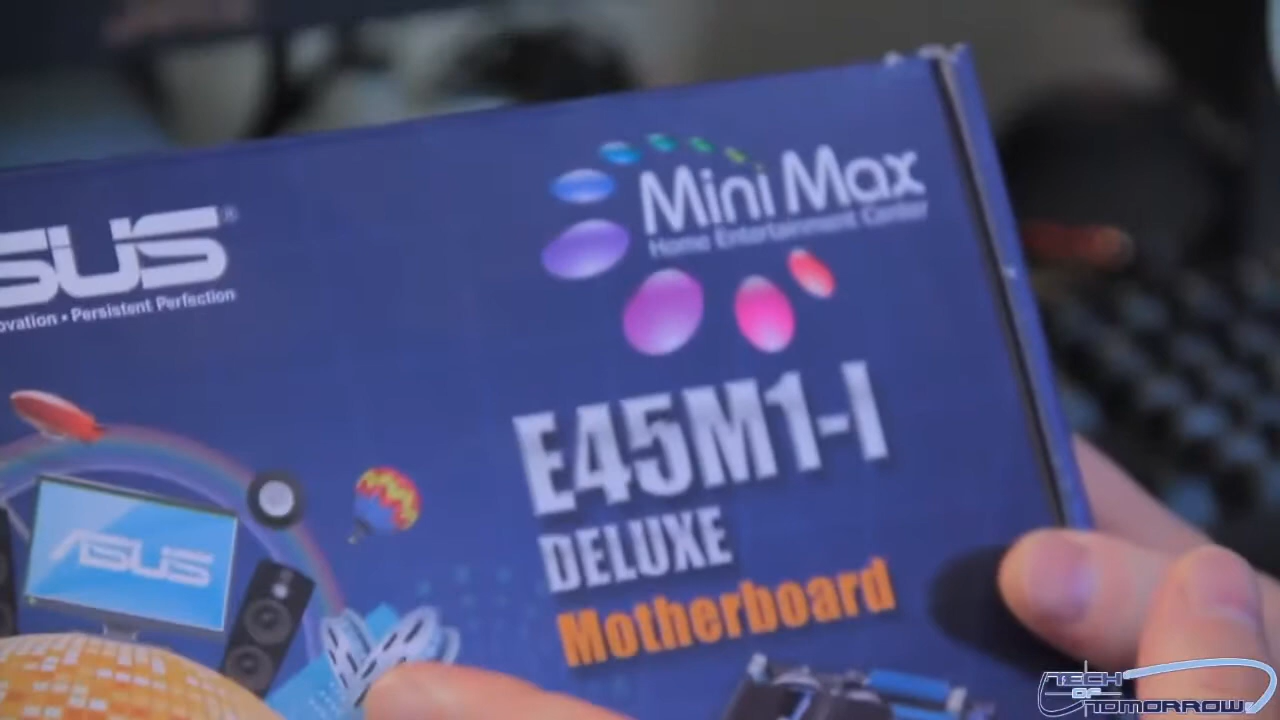 SUS®
ovation • Persistent Perfection
Mini Max
Home Entertainment Center
E45M1-I
DELUXE
Motherboard
ASUS
TECH
OF
TOMORROW